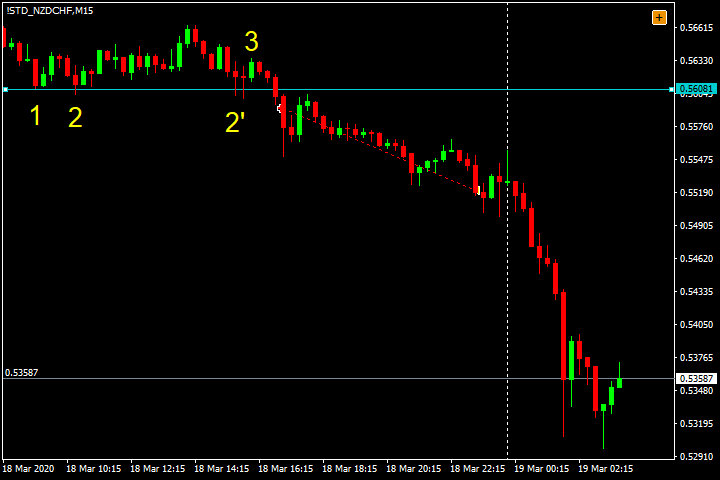 !STD_NZDCHF,M15
+
0.56615
3
0.56330
0.56081
0.56045
1
2
2'
0.55760
0.55475
0.55190
0.54905
0.54620
0.54335
0.54050
0.53765
0.53587
0.53587
0.53480
0.53195
0.52910
18 Mar 2020
18 Mar 10:15
18 Mar 12:15
18 Mar 14:15
18 Mar 16:15
18 Mar 18:15
18 Mar 20:15
18 Mar 22:15
19 Mar 00:15
19 Mar 02:15